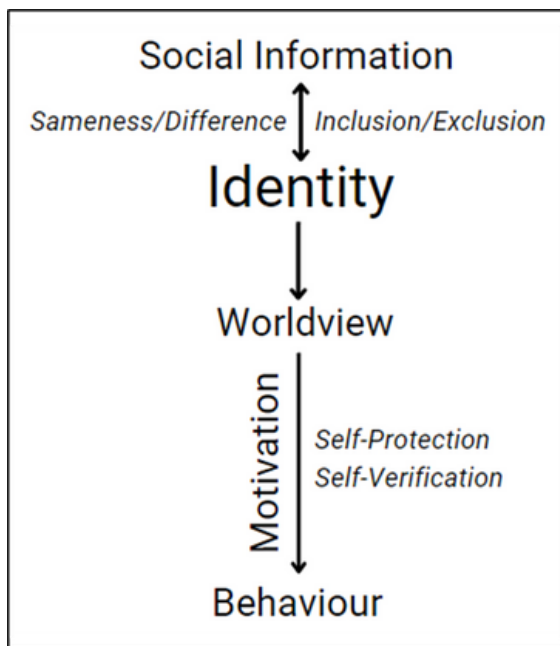 Social Information
Sameness/Difference Inclusion/Exclusion
Identity
Worldview
Motivation
Self-Protection
Self-Verification
Behaviour